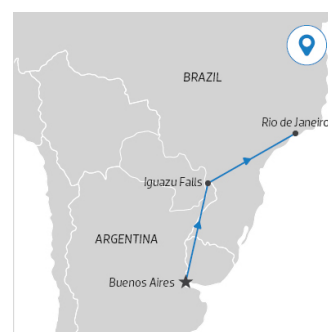 BRAZIL
Rio de Janeiro
Iguazu Falls
ARGENTINA
Buenos Aires